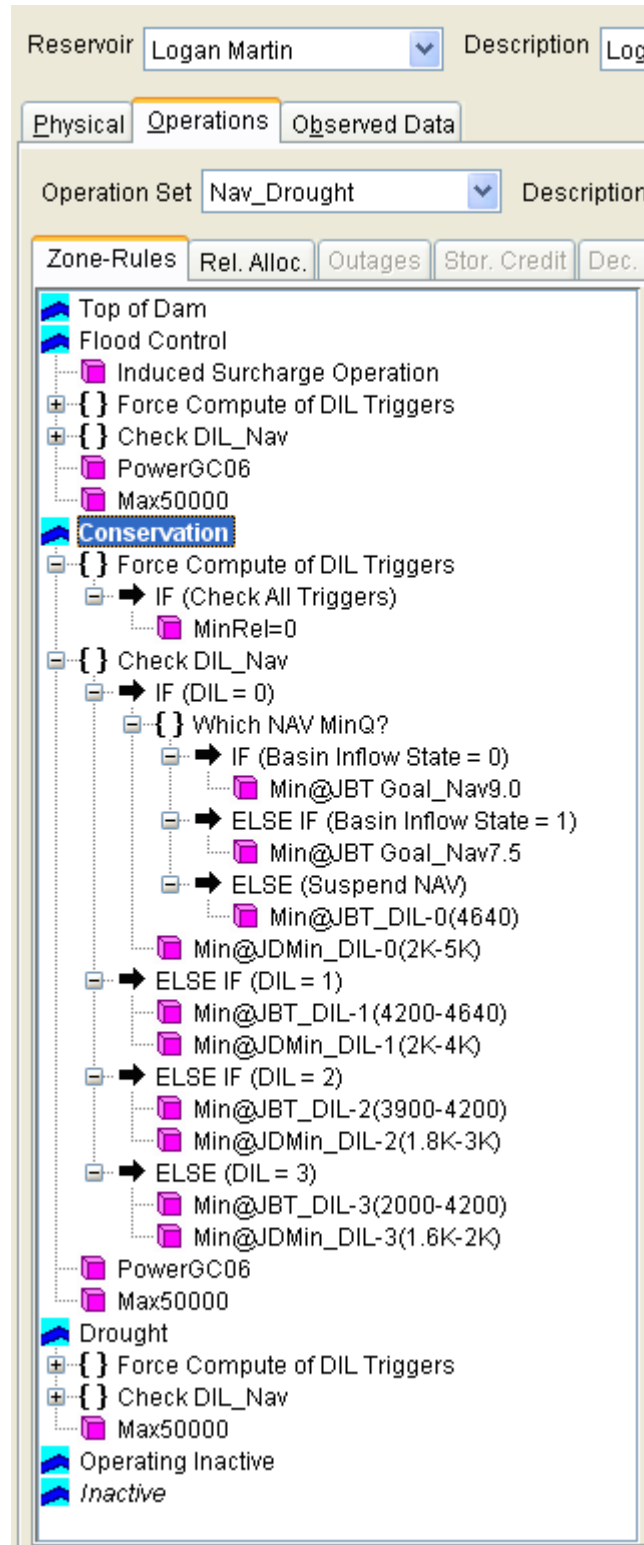 Reservoir Logan Martin Description Log
Physical Operations Observed Data
Operation Set Nav_Drought Description
Zone-Rules Rel. Alloc. Outages Stor. Credit Dec.
Top of Dam
Flood Control
Induced Surcharge Operation
{ } Force Compute of DIL Triggers
{ } Check DIL_Nav
PowerGC06
Max50000
Conservation
{ } Force Compute of DIL Triggers
IF (Check All Triggers)
MinRel=0
{ } Check DIL_Nav
IF (DIL = 0)
{ } Which NAV MinQ?
IF (Basin Inflow State = 0)
Min@JBT Goal_Nav9.0
ELSE IF (Basin Inflow State = 1)
Min@JBT Goal_Nav7.5
ELSE (Suspend NAV)
Min@JBT_DIL-0(4640)
Min@JDMin_DIL-0(2K-5K)
ELSE IF (DIL = 1)
Min@JBT_DIL-1(4200-4640)
Min@JDMin_DIL-1(2K-4K)
ELSE IF (DIL = 2)
Min@JBT_DIL-2(3900-4200)
Min@JDMin_DIL-2(1.8K-3K)
ELSE (DIL = 3)
Min@JBT_DIL-3(2000-4200)
Min@JDMin_DIL-3(1.6K-2K)
PowerGC06
Max50000
Drought
{ } Force Compute of DIL Triggers
{ } Check DIL_Nav
Max50000
Operating Inactive
Inactive